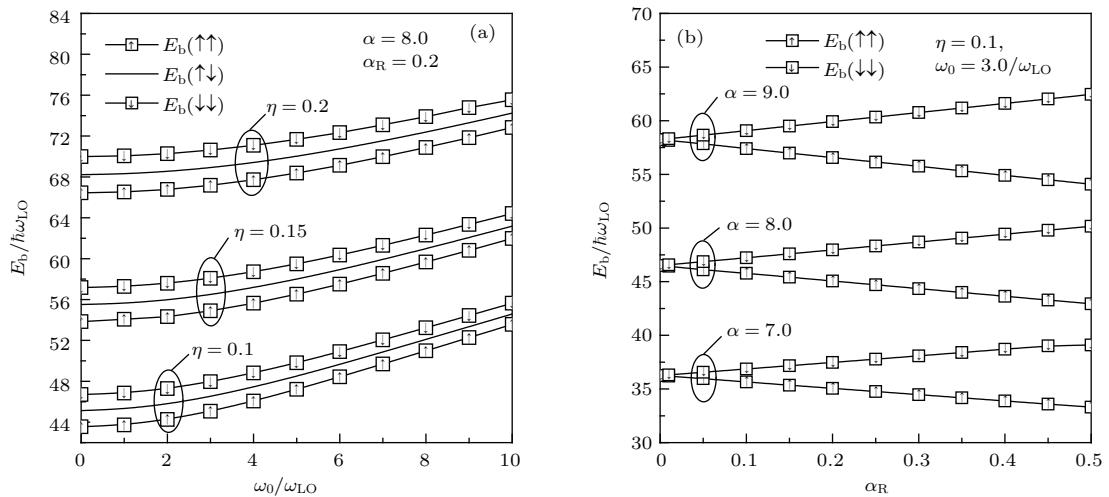 84
80
76
72
68
64
60
56
52
48
44
0
2
4
6
8
10
E_b/ℏω_LO
ω_0/ω_LO
(a)
↑ E_b(↑↑)
E_b(↑↓)
↓ E_b(↓↓)
α = 8.0
α_R = 0.2
η = 0.2
η = 0.15
η = 0.1
65
60
55
50
45
40
35
30
0
0.1
0.2
0.3
0.4
0.5
E_b/ℏω_LO
α_R
(b)
↑ E_b(↑↑)
↓ E_b(↓↓)
η = 0.1,
ω_0 = 3.0/ω_LO
α = 9.0
α = 8.0
α = 7.0